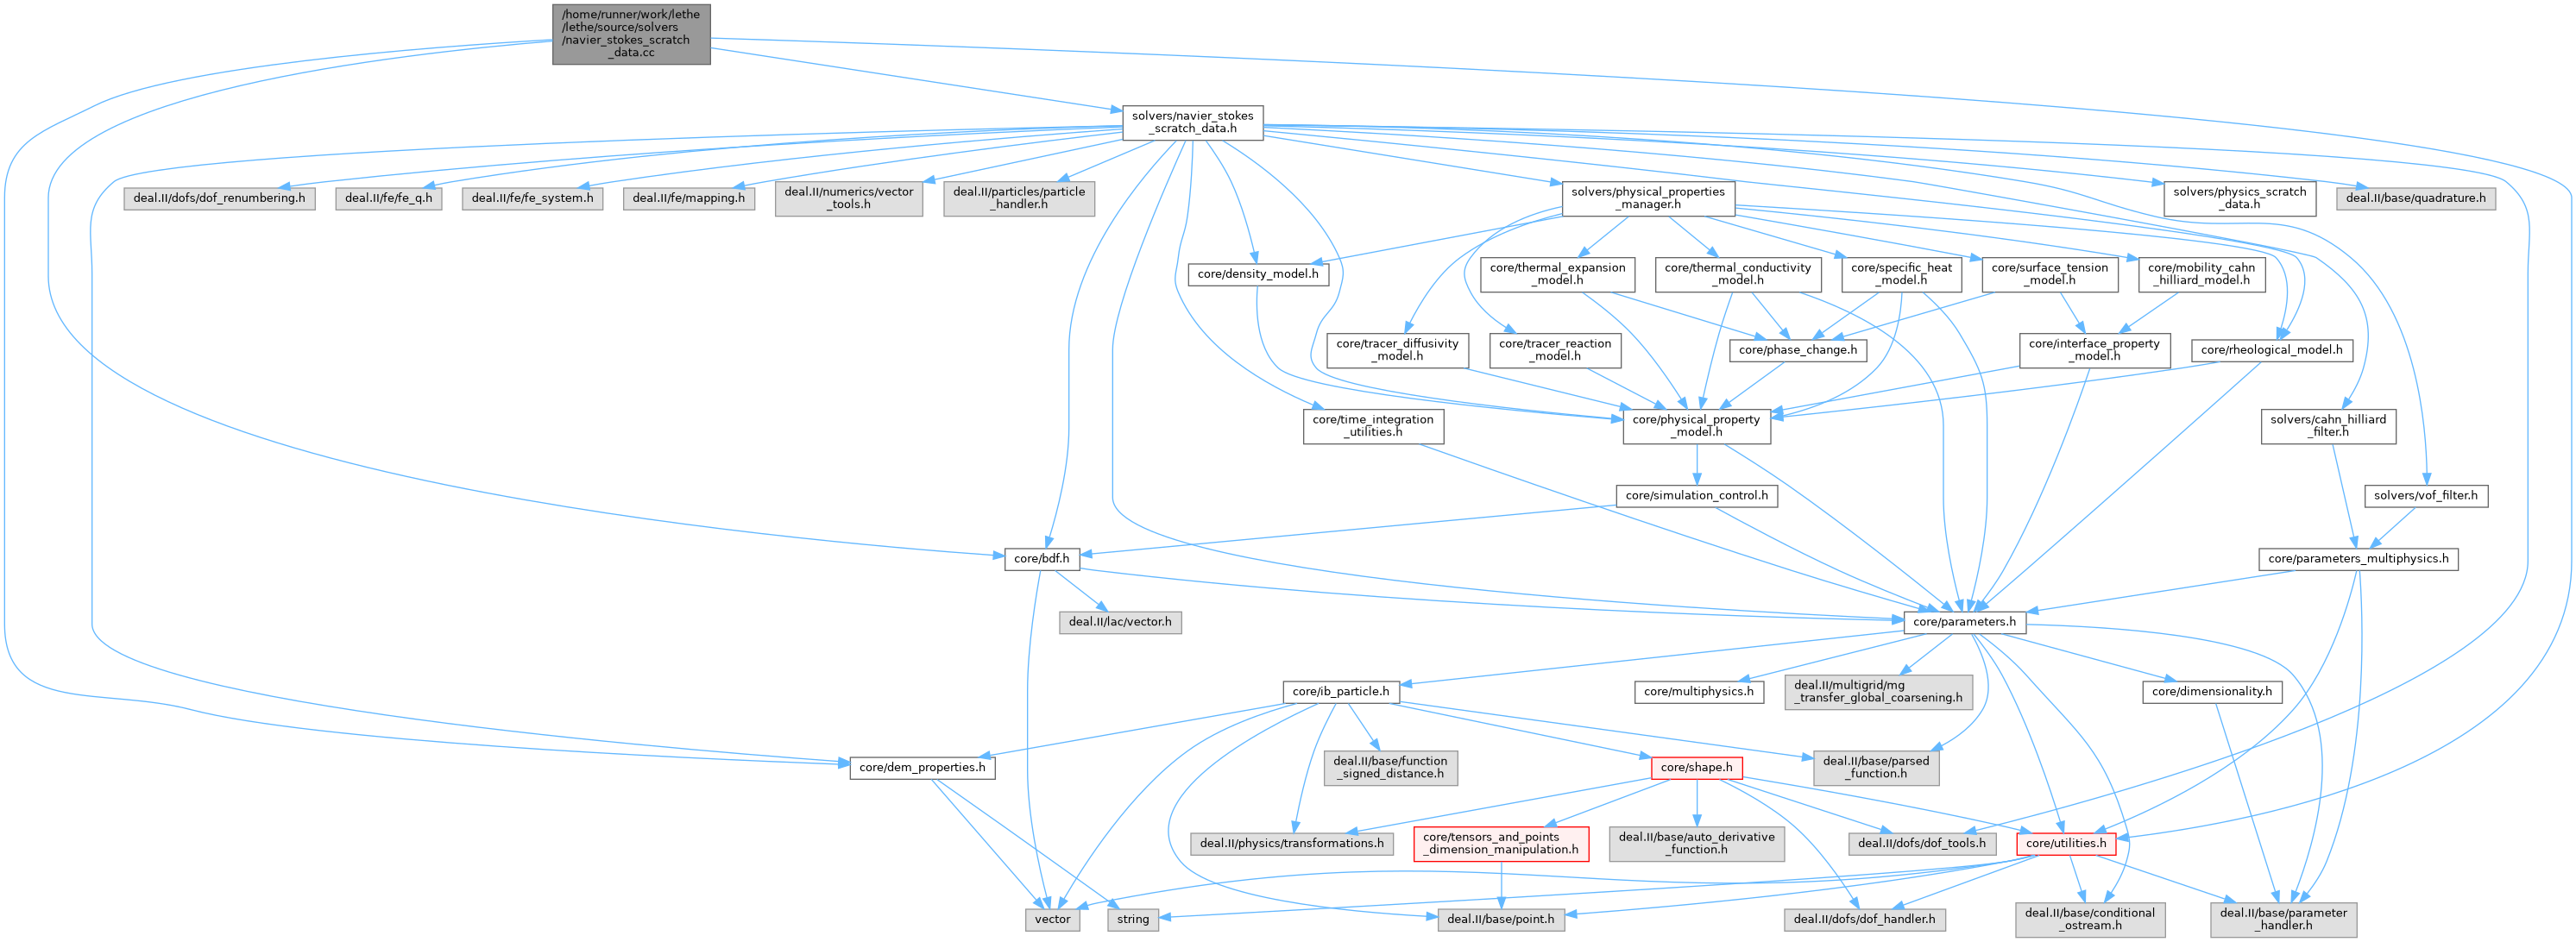 /home/runner/work/lethe
/lethe/source/solvers
/navier_stokes_scratch
_data.cc
solvers/navier_stokes
_scratch_data.h
deal.II/dofs/dof_renumbering.h
deal.II/fe/fe_q.h
deal.II/fe/fe_system.h
deal.II/fe/mapping.h
deal.II/numerics/vector
_tools.h
deal.II/particles/particle
_handler.h
solvers/physical_properties
_manager.h
solvers/physics_scratch
_data.h
deal.II/base/quadrature.h
core/density_model.h
core/thermal_expansion
_model.h
core/thermal_conductivity
_model.h
core/specific_heat
_model.h
core/surface_tension
_model.h
core/mobility_cahn
_hilliard_model.h
core/tracer_diffusivity
_model.h
core/tracer_reaction
_model.h
core/phase_change.h
core/interface_property
_model.h
core/rheological_model.h
core/time_integration
_utilities.h
core/physical_property
_model.h
solvers/cahn_hilliard
_filter.h
core/simulation_control.h
solvers/vof_filter.h
core/bdf.h
core/parameters_multiphysics.h
deal.II/lac/vector.h
core/parameters.h
core/ib_particle.h
core/multiphysics.h
deal.II/multigrid/mg
_transfer_global_coarsening.h
core/dimensionality.h
core/dem_properties.h
deal.II/base/function
_signed_distance.h
core/shape.h
deal.II/base/parsed
_function.h
deal.II/physics/transformations.h
core/tensors_and_points
_dimension_manipulation.h
deal.II/base/auto_derivative
_function.h
deal.II/dofs/dof_tools.h
core/utilities.h
vector
string
deal.II/base/point.h
deal.II/dofs/dof_handler.h
deal.II/base/conditional
_ostream.h
deal.II/base/parameter
_handler.h